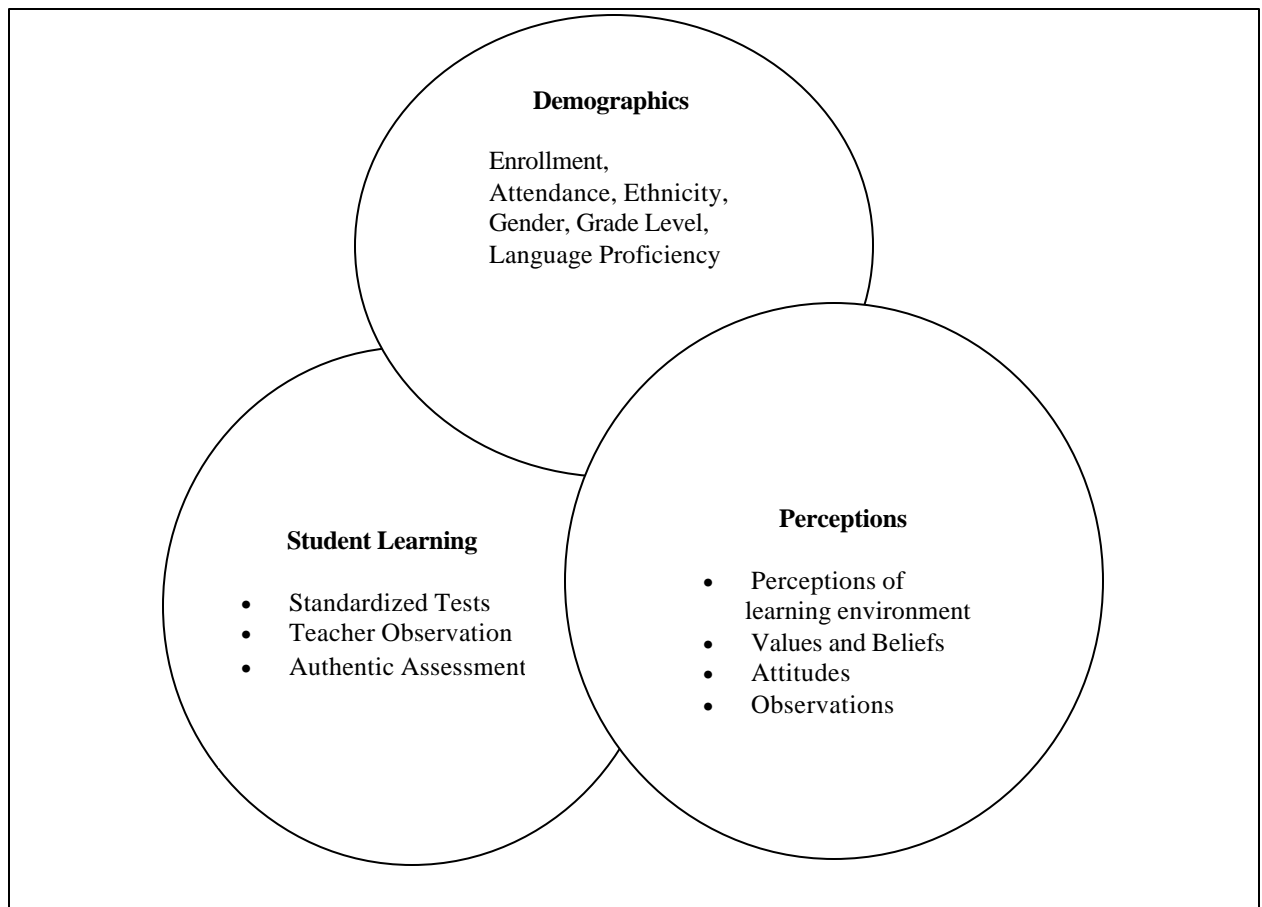 Demographics
Enrollment,
Attendance, Ethnicity,
Gender, Grade Level,
Language Proficiency
Student Learning
• Standardized Tests
• Teacher Observation
• Authentic Assessment
Perceptions
• Perceptions of
learning environment
• Values and Beliefs
• Attitudes
• Observations